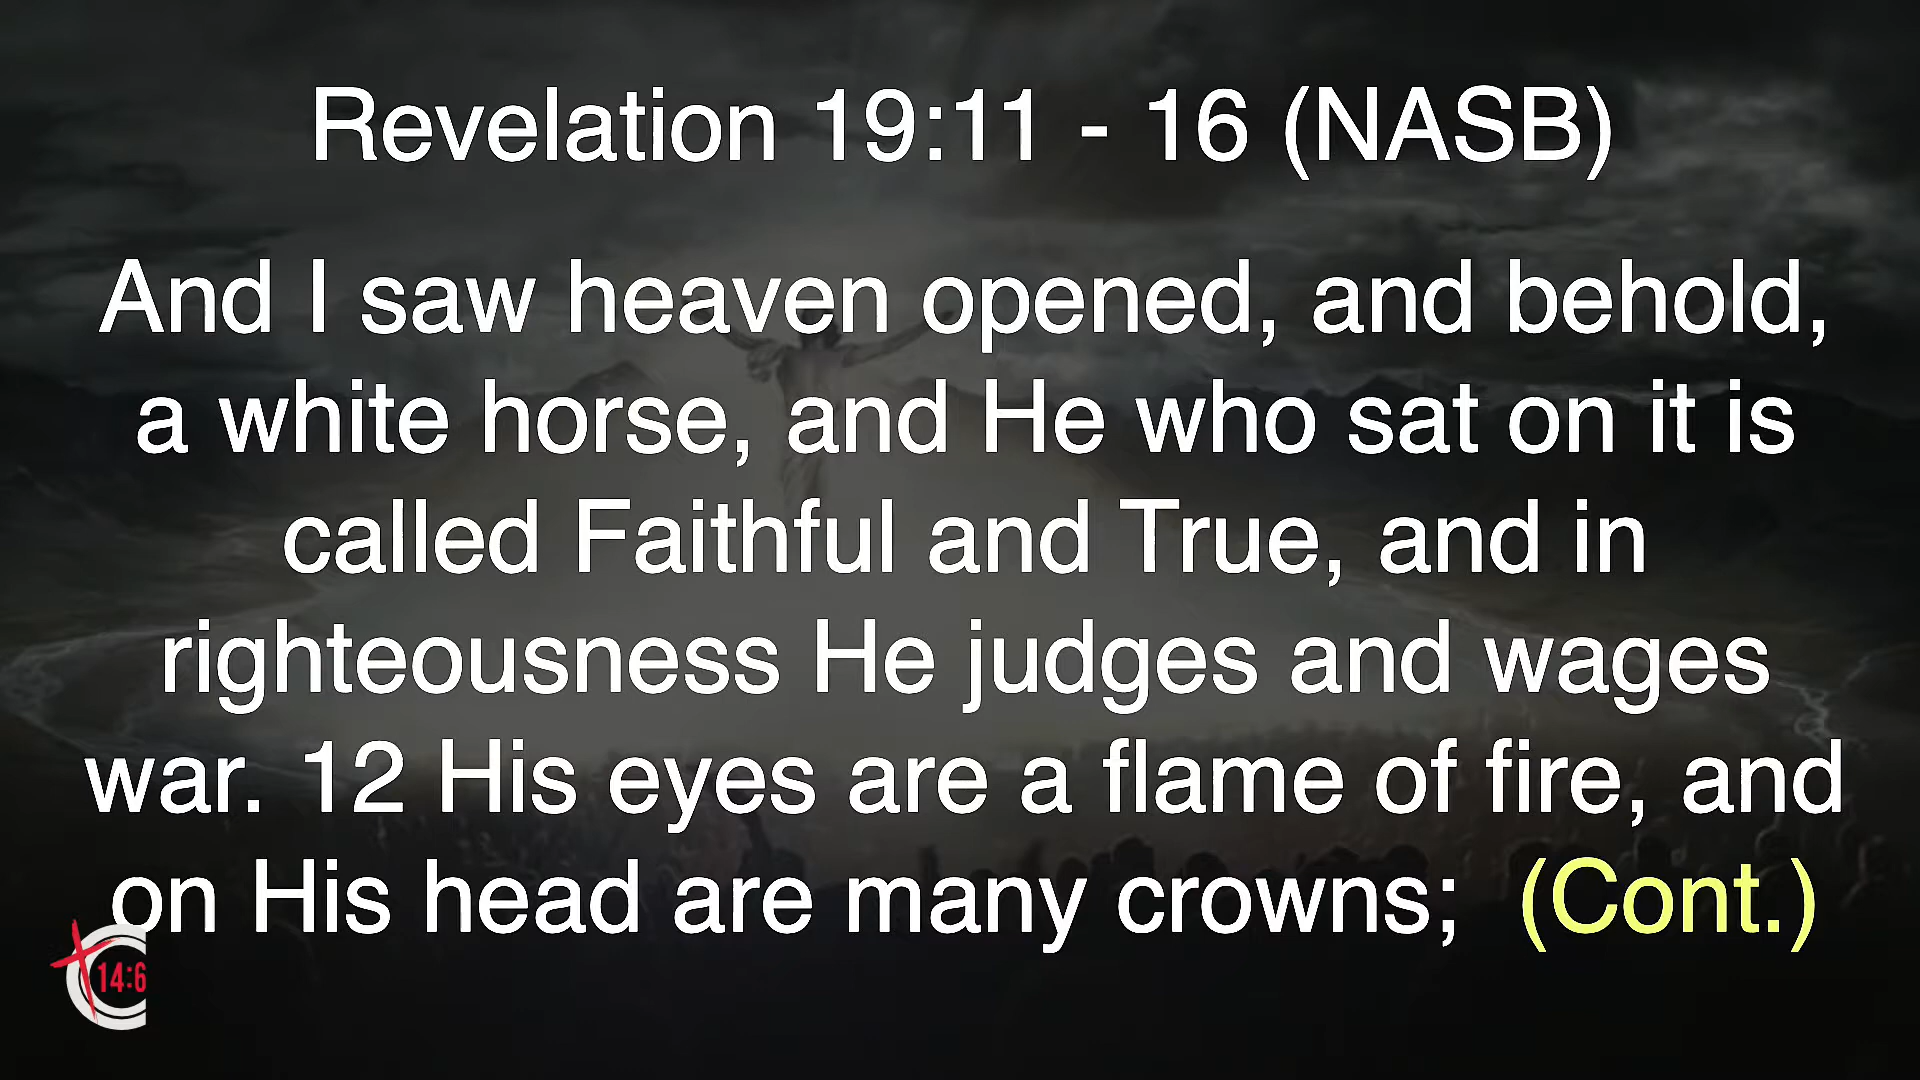 Revelation 19:11 - 16 (NASB)
And I saw heaven opened, and behold,
a white horse, and He who sat on it is
called Faithful and True, and in
righteousness He judges and wages
war. 12 His eyes are a flame of fire, and
on His head are many crowns; (Cont.)
14:6